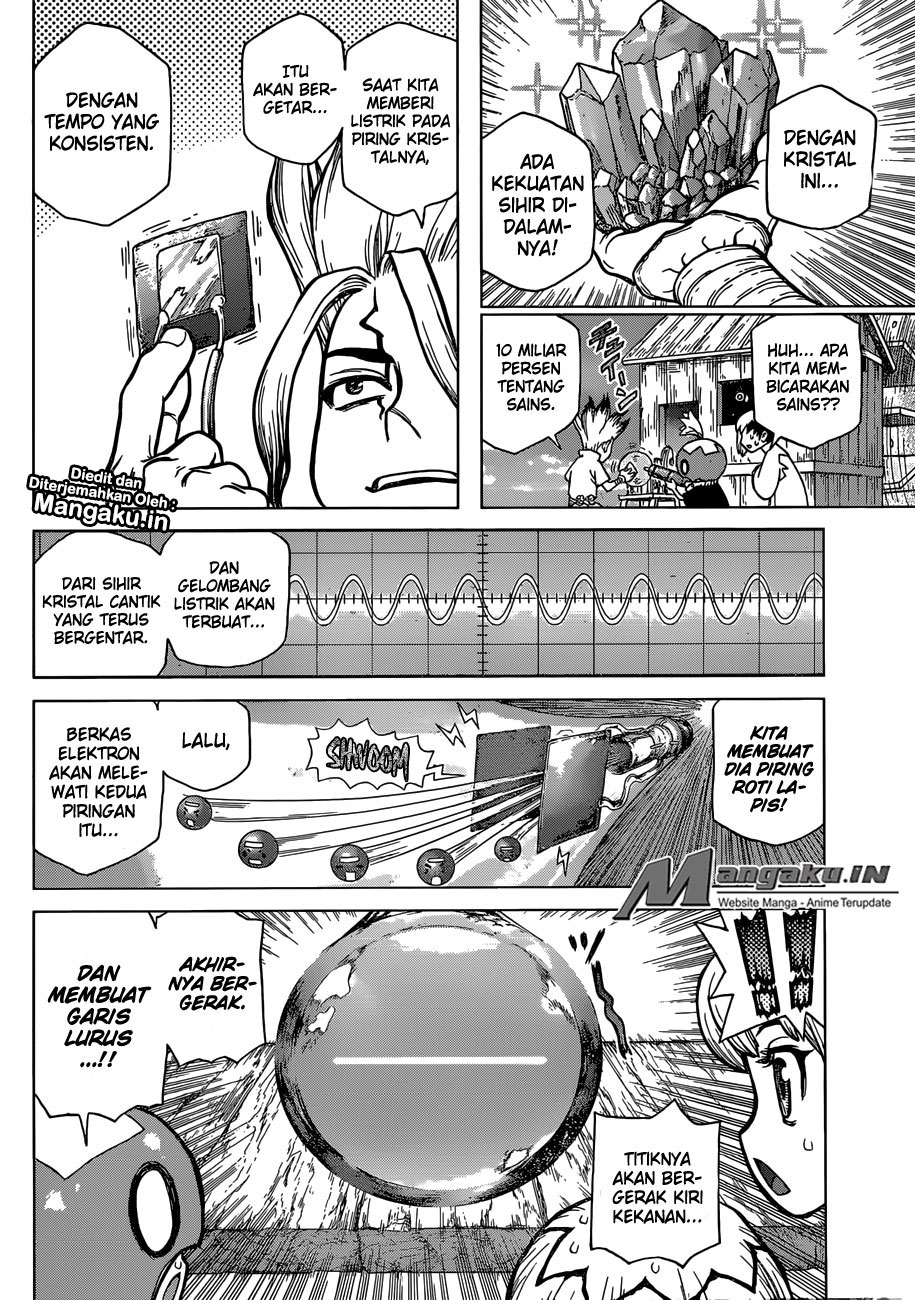 DENGAN
KRISTAL
INI...
ADA
KEKUATAN
SIHIR DI-
DALAM-
NYA!
HUH... APA
KITA MEM-
BICARAKAN
SAINS??
10 MILIAR
PERSEN
TENTANG
SAINS.
SAAT KITA
MEMBERI
LISTRIK PADA
PIRING KRIS-
TALNYA,
ITU
AKAN BER-
GETAR...
DENGAN
TEMPO YANG
KONSISTEN.
Diedit dan
Diterjemahkan Oleh :
Mangaku.in
DAN
GELOMBANG
LISTRIK AKAN
TERBUAT...
DARI SIHIR
KRISTAL CANTIK
YANG TERUS
BERGENTAR.
KITA
MEMBUAT
DIA PIRING
ROTI LA-
PIS!
SHVOOM
LALU,
BERKAS
ELEKTRON
AKAN MELE-
WATI KEDUA
PIRINGAN
ITU...
Mangaku.IN
Website Manga - Anime Terupdate
!!
TITIKNYA
AKAN BER-
GERAK KIRI
KEKANAN...
AKHIR-
NYA BER-
GERAK.
DAN
MEMBUAT
GARIS
LURUS
...!!